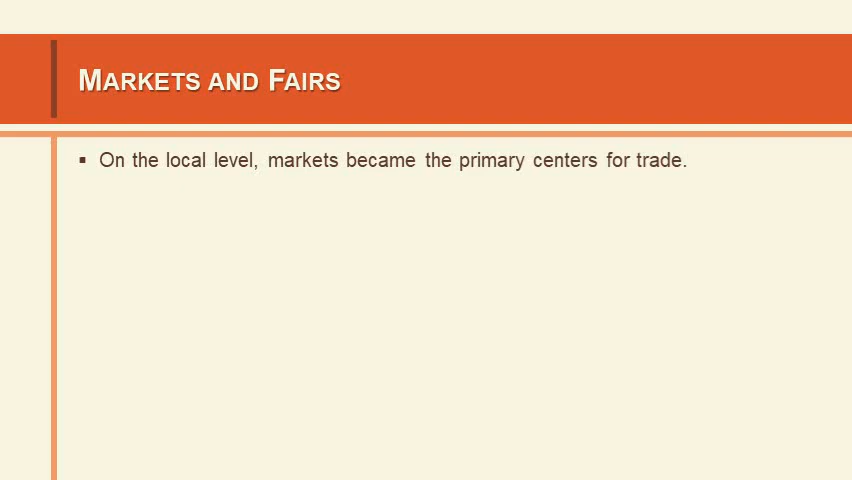 MARKETS AND FAIRS
▪ On the local level, markets became the primary centers for trade.